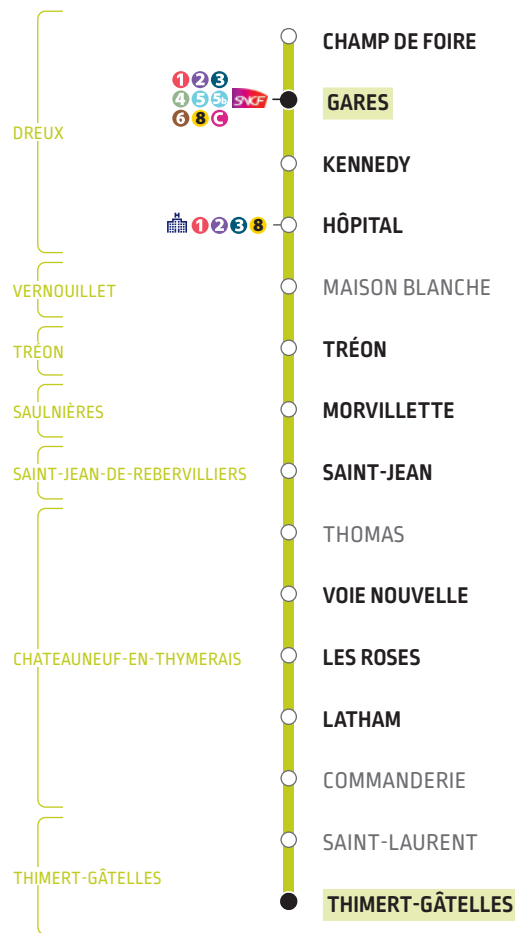 CHAMP DE FOIRE
1 2 3
4 5 5b SNCF
6 8 C
GARES
DREUX
KENNEDY
H 1 2 3 8
HÔPITAL
VERNOUILLET
MAISON BLANCHE
TRÉON
TRÉON
SAULNIÈRES
MORVILLETTE
SAINT-JEAN-DE-REBERVILLIERS
SAINT-JEAN
THOMAS
VOIE NOUVELLE
CHATEAUNEUF-EN-THYMERAIS
LES ROSES
LATHAM
COMMANDERIE
SAINT-LAURENT
THIMERT-GÂTELLES
THIMERT-GÂTELLES